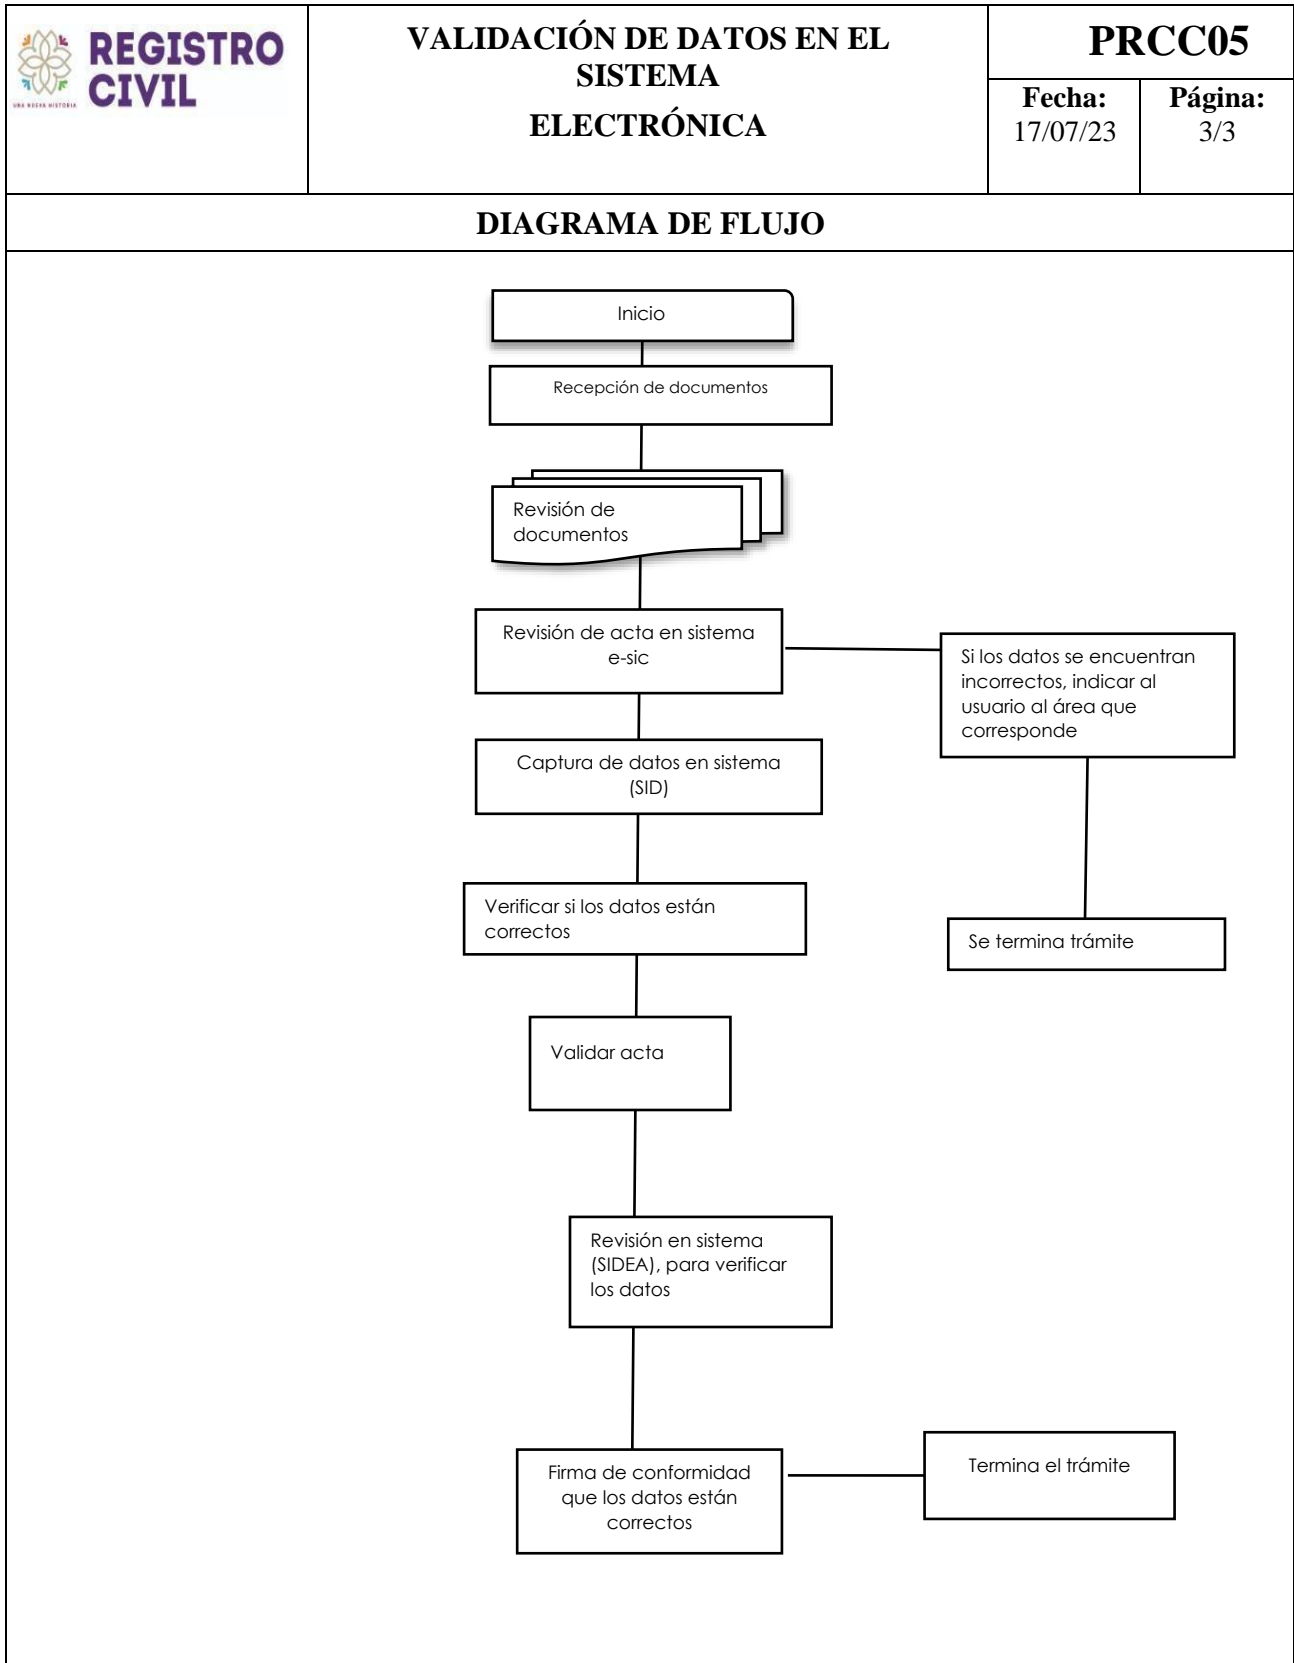 REGISTRO
CIVIL
UNA NUEVA HISTORIA
VALIDACIÓN DE DATOS EN EL
SISTEMA
ELECTRÓNICA
PRCC05
Fecha:
17/07/23
Página:
3/3
DIAGRAMA DE FLUJO
Inicio
Recepción de documentos
Revisión de
documentos
Revisión de acta en sistema
e-sic
Si los datos se encuentran
incorrectos, indicar al
usuario al área que
corresponde
Captura de datos en sistema
(SID)
Verificar si los datos están
correctos
Se termina trámite
Validar acta
Revisión en sistema
(SIDEA), para verificar
los datos
Firma de conformidad
que los datos están
correctos
Termina el trámite